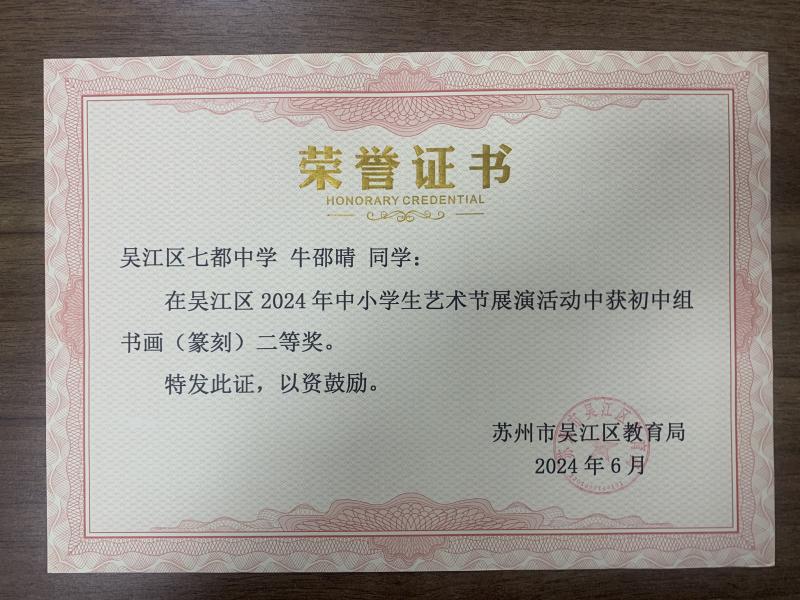 荣誉证书
HONORARY CREDENTIAL
吴江区七都中学 牛邵晴 同学：
在吴江区 2024 年中小学生艺术节展演活动中获初中组
书画（篆刻）二等奖。
特发此证，以资鼓励。
苏州市吴江区教育局
2024 年 6 月